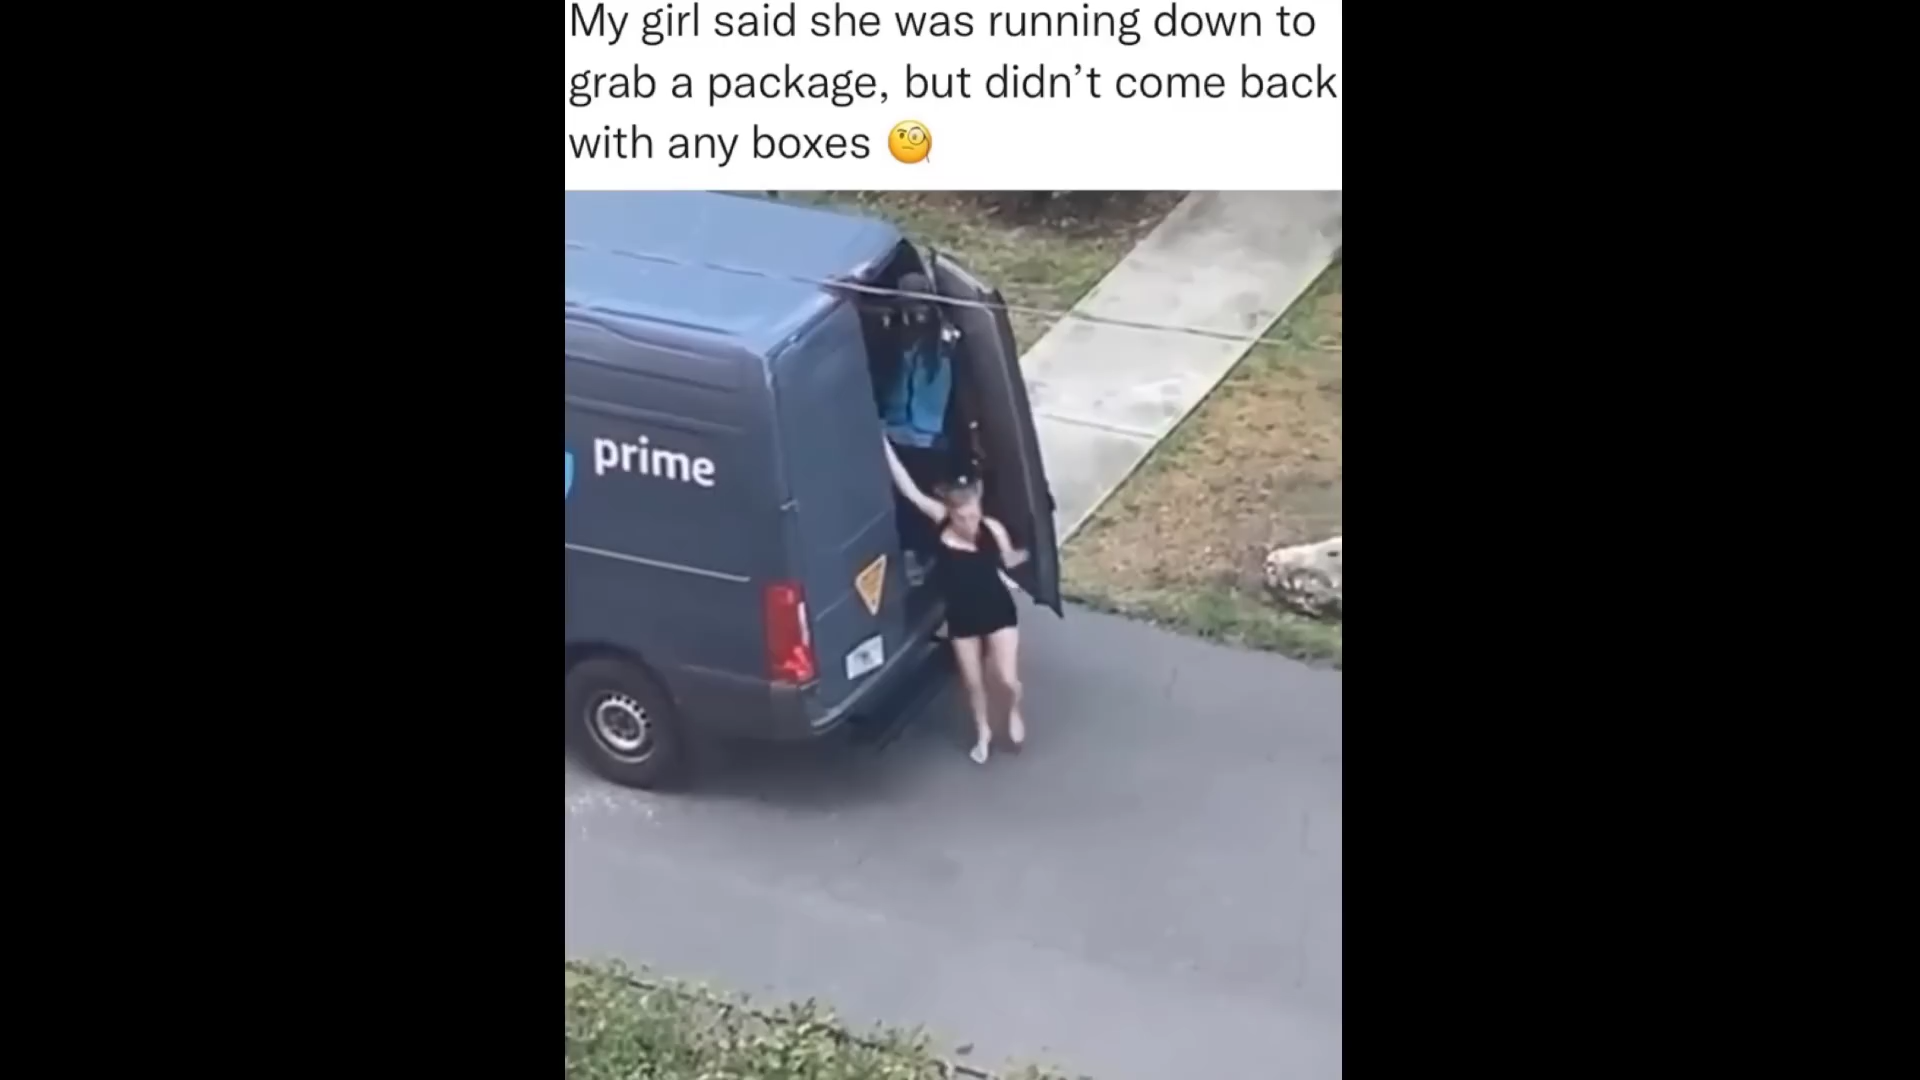 My girl said she was running down to
grab a package, but didn’t come back
with any boxes 🧐
prime